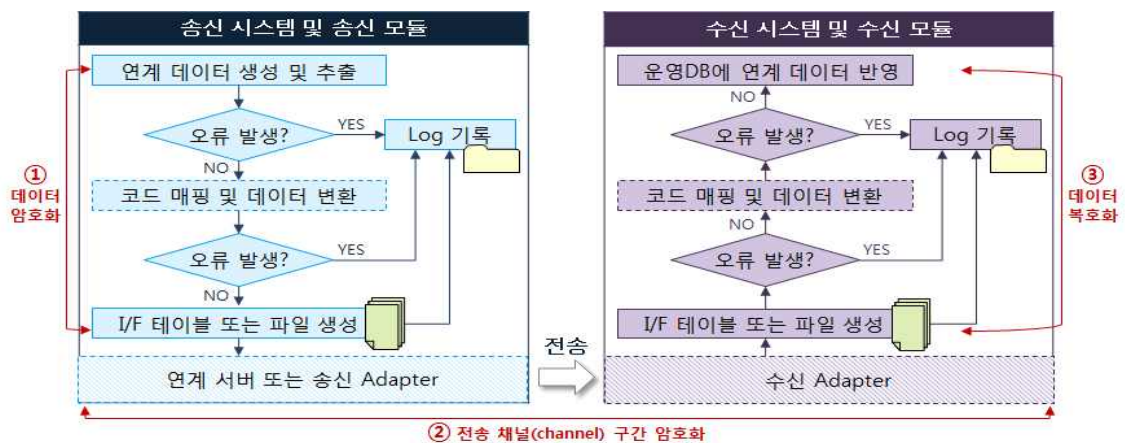 송신 시스템 및 송신 모듈
연계 데이터 생성 및 추출
오류 발생?
YES
Log 기록
NO
코드 매핑 및 데이터 변환
오류 발생?
YES
NO
I/F 테이블 또는 파일 생성
연계 서버 또는 송신 Adapter
①
데이터
암호화
전송
수신 시스템 및 수신 모듈
운영DB에 연계 데이터 반영
NO
오류 발생?
YES
Log 기록
코드 매핑 및 데이터 변환
NO
오류 발생?
YES
I/F 테이블 또는 파일 생성
수신 Adapter
③
데이터
복호화
② 전송 채널(channel) 구간 암호화